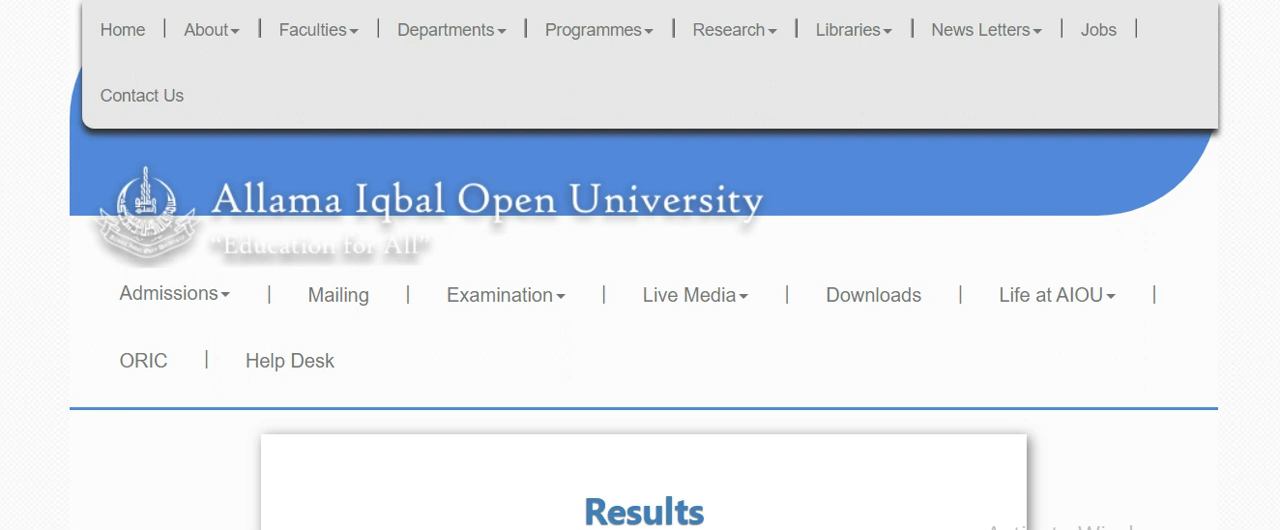 Home | About | Faculties | Departments | Programmes | Research | Libraries | News Letters | Jobs |
Contact Us
Allama Iqbal Open University
"Education for All"
Admissions | Mailing | Examination | Live Media | Downloads | Life at AIOU |
ORIC | Help Desk
Results